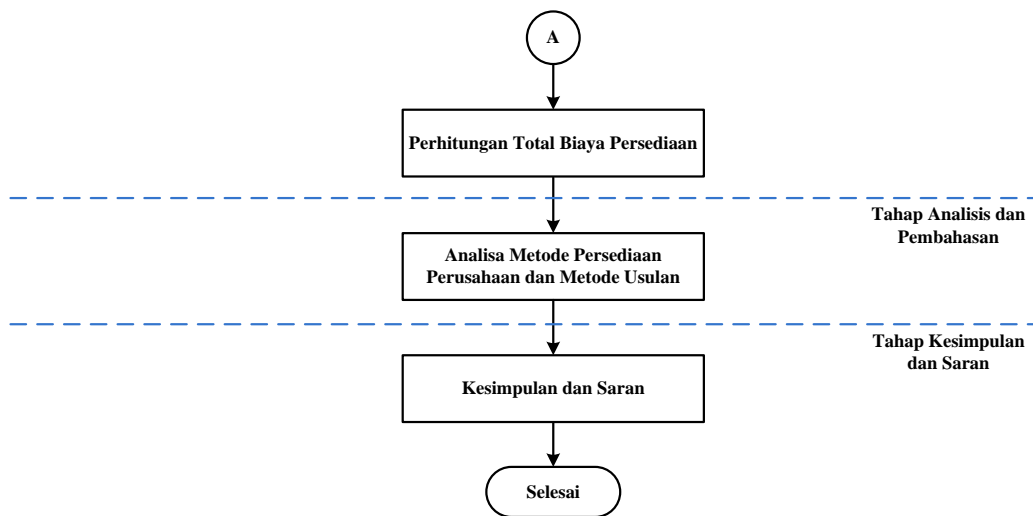 A
Perhitungan Total Biaya Persediaan
Tahap Analisis dan
Pembahasan
Analisa Metode Persediaan
Perusahaan dan Metode Usulan
Tahap Kesimpulan
dan Saran
Kesimpulan dan Saran
Selesai